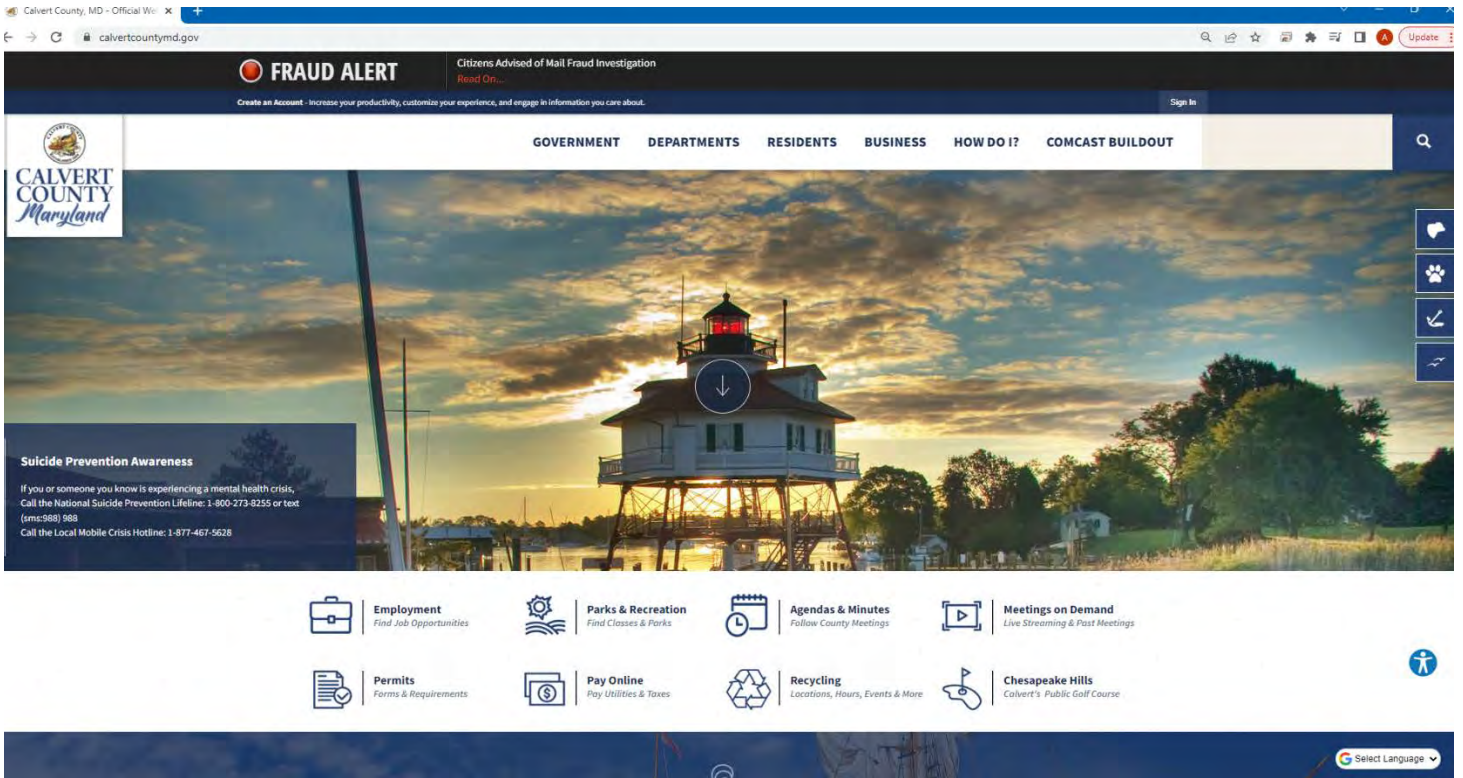 Calvert County, MD - Official We
calvertcountymd.gov
A
Update
FRAUD ALERT
Citizens Advised of Mail Fraud Investigation
Read On...
Create an Account - Increase your productivity, customize your experience, and engage in information you care about.
Sign In
CALVERT
COUNTY
Maryland
GOVERNMENT DEPARTMENTS RESIDENTS BUSINESS HOW DO I? COMCAST BUILDOUT
Suicide Prevention Awareness
If you or someone you know is experiencing a mental health crisis,
Call the National Suicide Prevention Lifeline: 1-800-273-8255 or text
(sms:988) 988
Call the Local Mobile Crisis Hotline: 1-877-467-5628
Employment
Find Job Opportunities
Parks & Recreation
Find Classes & Parks
Agendas & Minutes
Follow County Meetings
Meetings on Demand
Live Streaming & Past Meetings
Permits
Forms & Requirements
Pay Online
Pay Utilities & Taxes
Recycling
Locations, Hours, Events & More
Chesapeake Hills
Calvert's Public Golf Course
Select Language